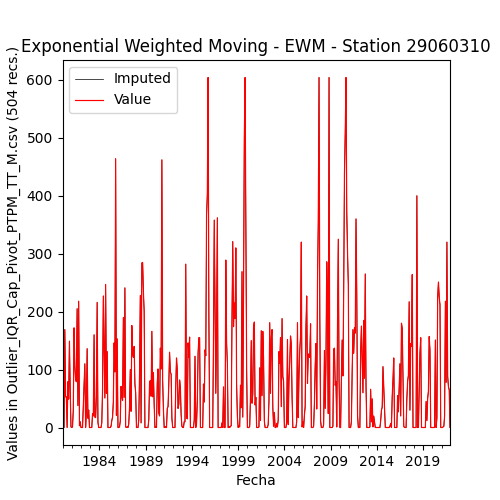 Exponential Weighted Moving - EWM - Station 29060310
Imputed
Value
600
500
400
300
200
100
0
Values in Outlier_IQR_Cap_Pivot_PTPM_TT_M.csv (504 recs.)
1984 1989 1994 1999 2004 2009 2014 2019
Fecha